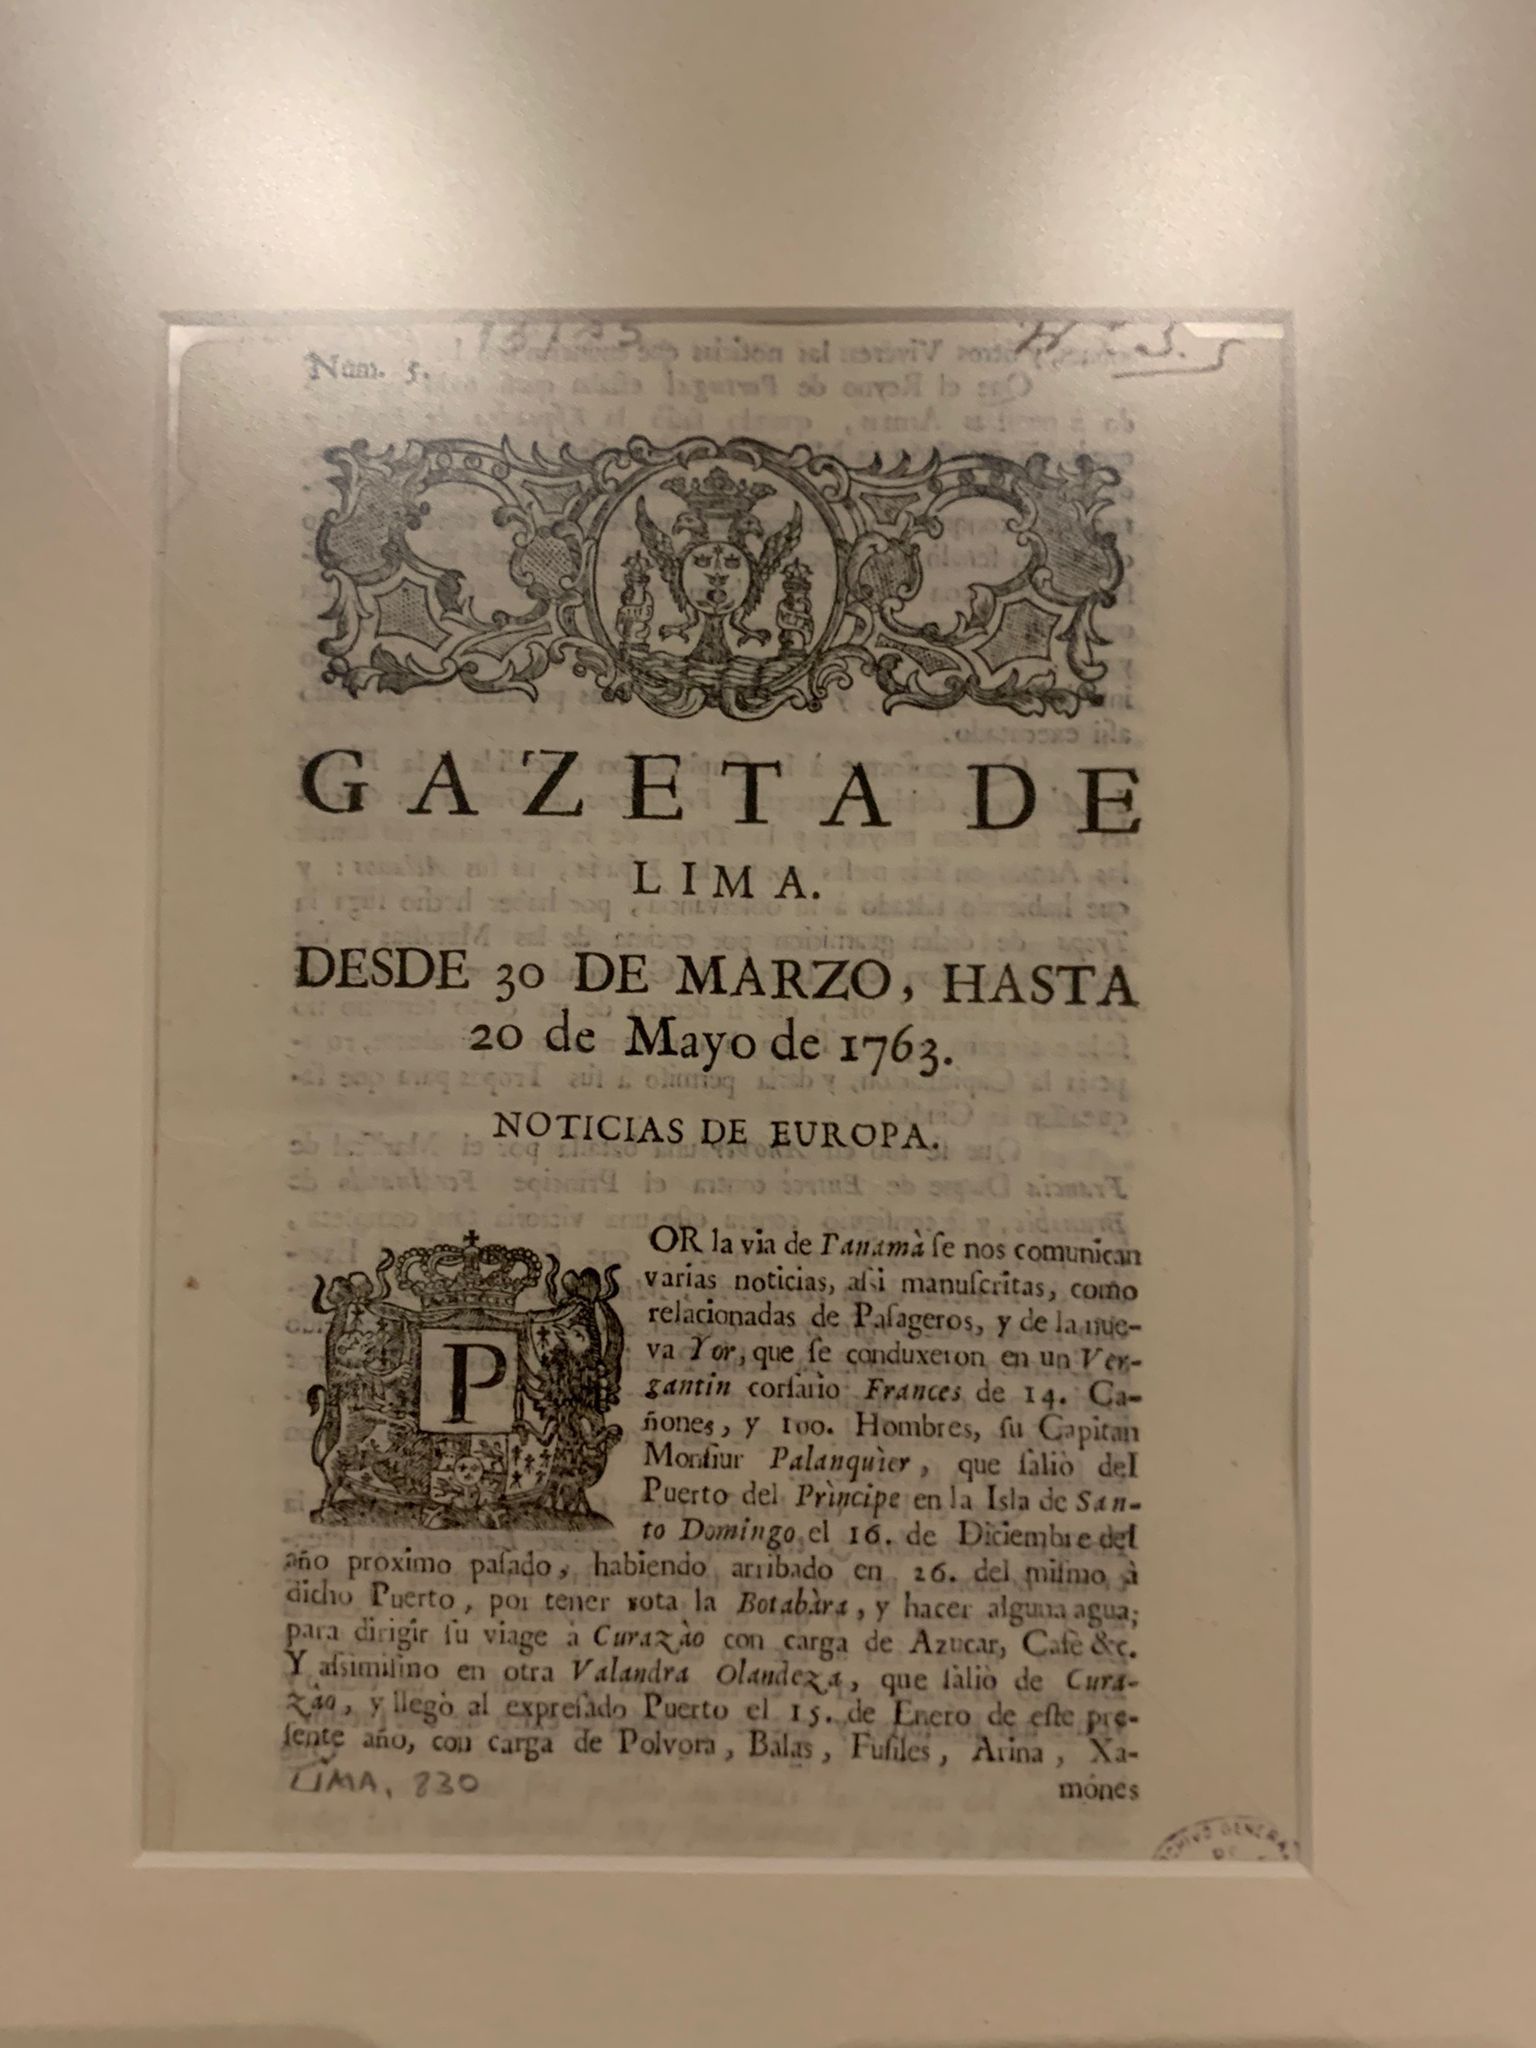 Num. 5.
GAZETA DE
LIMA.
DESDE 30 DE MARZO, HASTA
20 de Mayo de 1763.
NOTICIAS DE EUROPA.
POR la via de Panamà ſe nos comunican
varias noticias, aſsi manuſcritas, como
relacionadas de Paſageros, y de la nue-
va Yor, que ſe conduxeron en un Ver-
gantin corſario Frances de 14. Ca-
ñones, y 100. Hombres, ſu Capitan
Monſiur Palanquìer, que ſaliò del
Puerto del Prìncipe en la Isla de San-
to Domingo, el 16. de Diciembre del
año proximo paſado, habiendo arribado en 26. del miſmo à
dicho Puerto, por tener rota la Botabàra, y hacer alguna agua;
para dirigir ſu viage à Curazào con carga de Azucar, Cafè &c.
Y aſsimiſmo en otra Valandra Olandeza, que ſaliò de Cura-
zào, y llegò al expreſado Puerto el 15. de Enero de eſte pre-
ſente año, con carga de Polvora, Balas, Fuſiles, Arina, Xa-
mónes
LIMA, 830